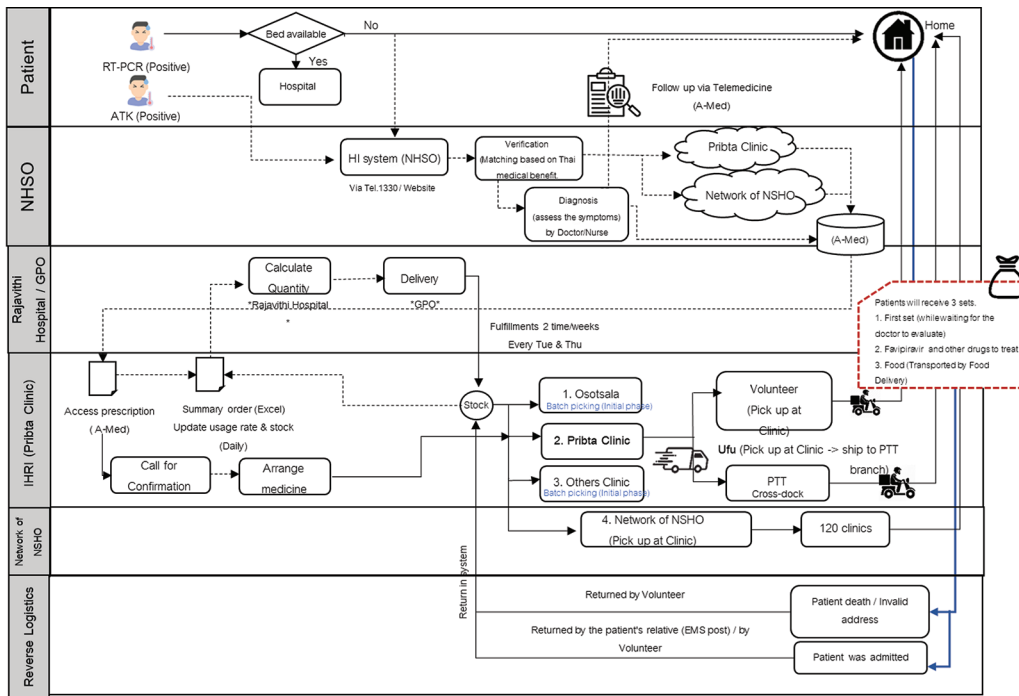 Patient
RT-PCR (Positive)
ATK (Positive)
Bed available
No
Yes
Hospital
Home
Follow up via Telemedicine
(A-Med)
NHSO
HI system (NHSO)
Via Tel.1330 / Website
Verification
(Matching based on Thai
medical benefit.
Diagnosis
(assess the symptoms)
by Doctor/Nurse
Pribta Clinic
Network of NSHO
(A-Med)
Rajavithi
Hospital / GPO
Calculate
Quantity
*Rajavithi Hospital
*
Delivery
*GPO*
Fulfillments 2 time/weeks
Every Tue & Thu
Patients will receive 3 sets.
1. First set (while waiting for the
doctor to evaluate)
2. Favipiravir and other drugs to treat
3. Food (Transported by Food
Delivery)
IHRI (Pribta Clinic)
Access prescription
( A-Med)
Summary order (Excel)
Update usage rate & stock
(Daily)
Call for
Confirmation
Arrange
medicine
Stock
1. Osotsala
Batch picking (Initial phase)
2. Pribta Clinic
3. Others Clinic
Batch picking (Initial phase)
Volunteer
(Pick up at
Clinic)
Ufu (Pick up at Clinic -> ship to PTT
branch)
PTT
Cross-dock
Network of
NSHO
4. Network of NSHO
(Pick up at Clinic)
120 clinics
Reverse Logistics
Return in system
Returned by Volunteer
Patient death / Invalid
address
Returned by the patient's relative (EMS post) / by
Volunteer
Patient was admitted